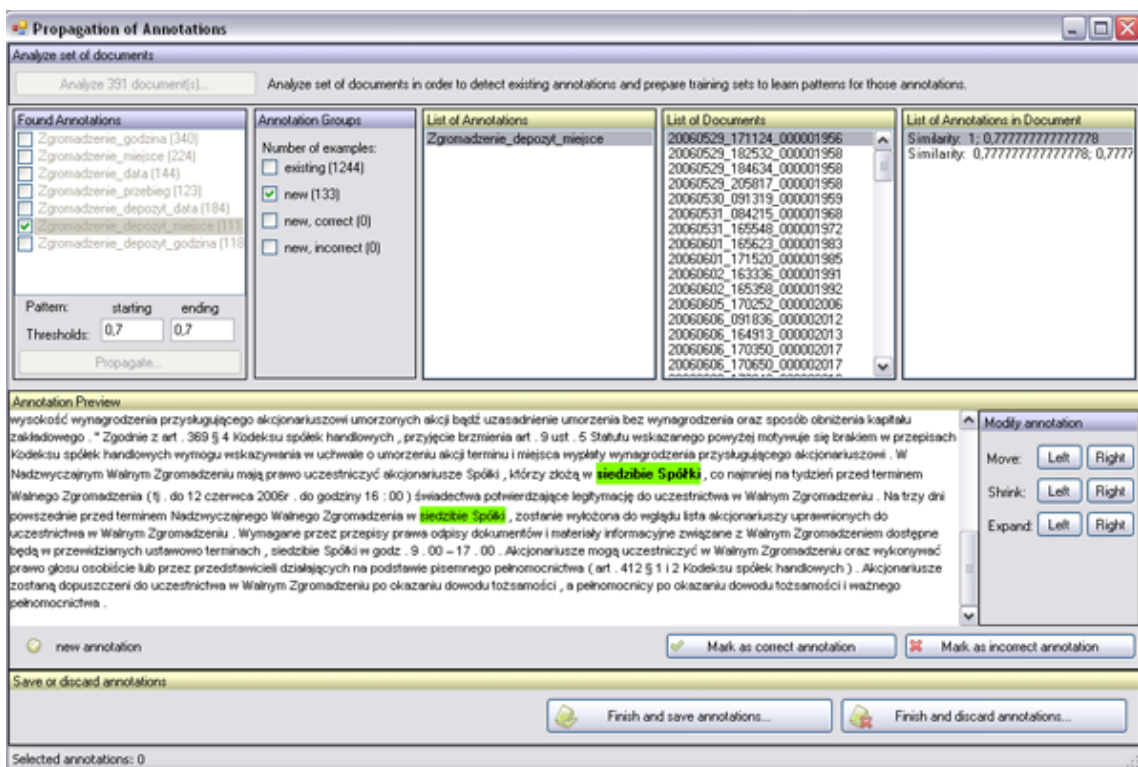 Propagation of Annotations
Analyze set of documents
Analyze 391 document(s)...
Analyze set of documents in order to detect existing annotations and prepare training sets to learn patterns for those annotations.
Found Annotations
Zgromadzenie_godzina (340)
Zgromadzenie_miejsce (224)
Zgromadzenie_data (144)
Zgromadzenie_przebieg (123)
Zgromadzenie_depozyt_data (184)
Zgromadzenie_depozyt_miejsce (111
Zgromadzenie_depozyt_godzina (118
Pattern: starting ending
Thresholds: 0,7 0,7
Propagate...
Annotation Groups
Number of examples:
existing (1244)
new (133)
new, correct (0)
new, incorrect (0)
List of Annotations
Zgromadzenie_depozyt_miejsce
List of Documents
20060529_171124_000001956
20060529_182532_000001958
20060529_184634_000001958
20060529_205817_000001958
20060530_091319_000001959
20060531_084215_000001968
20060531_165548_000001972
20060601_165623_000001983
20060601_171520_000001985
20060602_163336_000001991
20060602_165358_000001992
20060605_170252_000002006
20060606_091836_000002012
20060606_164913_000002013
20060606_170350_000002017
20060606_170650_000002017
List of Annotations in Document
Similarity: 1; 0,777777777777778
Similarity: 0,777777777777778; 0,7777
Annotation Preview
wysokość wynagrodzenia przysługującego akcjonariuszowi umorzonych akcji bądź uzasadnienie umorzenia bez wynagrodzenia oraz sposób obniżenia kapitału
zakładowego . " Zgodnie z art . 369 § 4 Kodeksu spółek handlowych , przyjęcie brzmienia art . 9 ust . 5 Statutu wskazanego powyżej motywuje się brakiem w przepisach
Kodeksu spółek handlowych wymogu wskazywania w uchwale o umorzeniu akcji terminu i miejsca wypłaty wynagrodzenia przysługującego akcjonariuszowi . W
Nadzwyczajnym Walnym Zgromadzeniu mają prawo uczestniczyć akcjonariusze Spółki , którzy złożą w siedzibie Spółki , co najmniej na tydzień przed terminem
Walnego Zgromadzenia ( tj . do 12 czerwca 2006r . do godziny 16 : 00 ) świadectwa potwierdzające legitymację do uczestnictwa w Walnym Zgromadzeniu . Na trzy dni
powszednie przed terminem Nadzwyczajnego Walnego Zgromadzenia w siedzibie Spółki , zostanie wyłożona do wglądu lista akcjonariuszy uprawnionych do
uczestnictwa w Walnym Zgromadzeniu . Wymagane przez przepisy prawa odpisy dokumentów i materiały informacyjne związane z Walnym Zgromadzeniem dostępne
będą w przewidzianych ustawowo terminach , siedzibie Spółki w godz . 9 . 00 – 17 . 00 . Akcjonariusze mogą uczestniczyć w Walnym Zgromadzeniu oraz wykonywać
prawo głosu osobiście lub przez przedstawicieli działających na podstawie pisemnego pełnomocnictwa ( art . 412 § 1 i 2 Kodeksu spółek handlowych ) . Akcjonariusze
zostaną dopuszczeni do uczestnictwa w Walnym Zgromadzeniu po okazaniu dowodu tożsamości , a pełnomocnicy po okazaniu dowodu tożsamości i ważnego
pełnomocnictwa .
Modify annotation
Move: Left Right
Shrink: Left Right
Expand: Left Right
new annotation
Mark as correct annotation
Mark as incorrect annotation
Save or discard annotations
Finish and save annotations...
Finish and discard annotations...
Selected annotations: 0